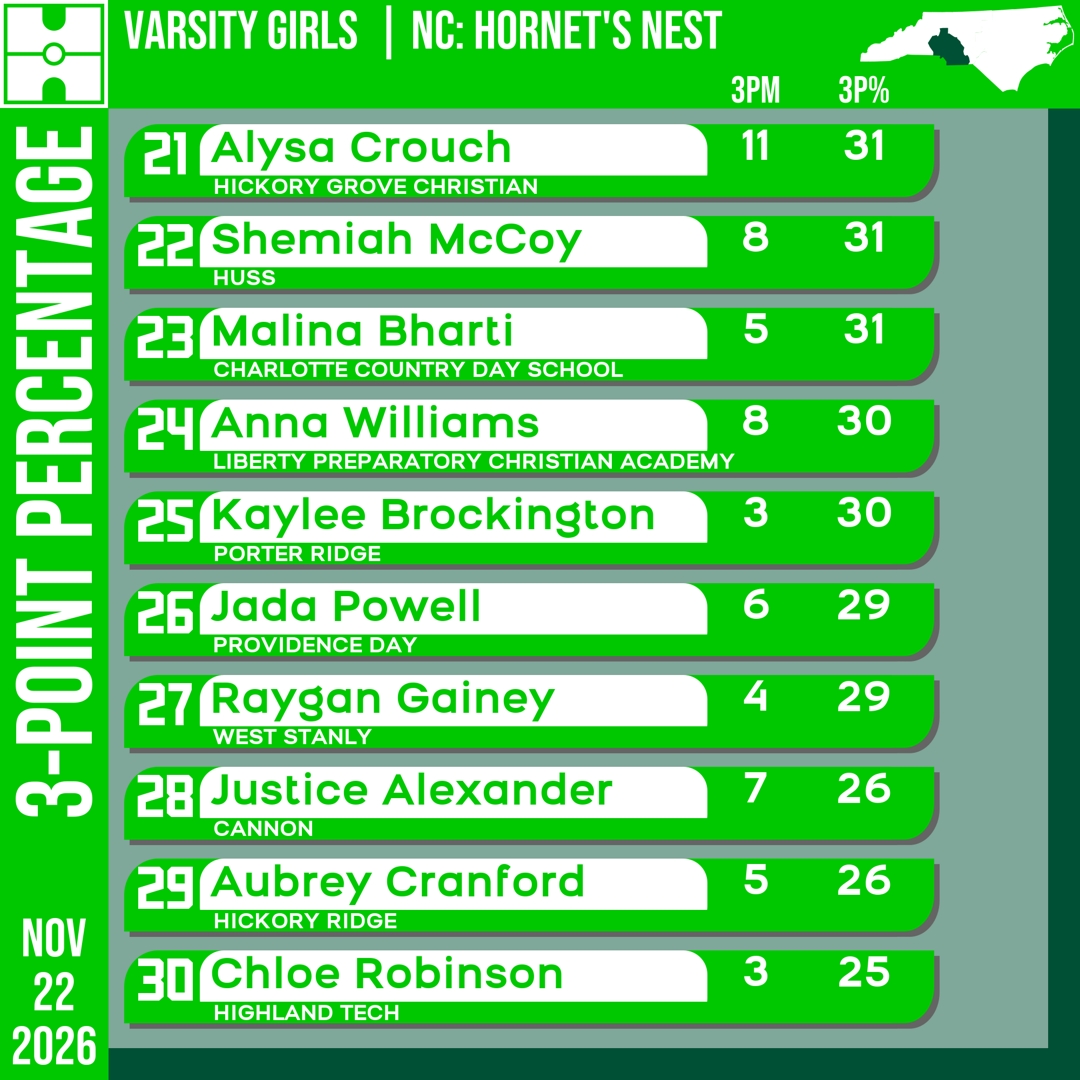 VARSITY GIRLS | NC: HORNET'S NEST
3PM 3P%
3-POINT PERCENTAGE
21 Alysa Crouch 11 31
HICKORY GROVE CHRISTIAN
22 Shemiah McCoy 8 31
HUSS
23 Malina Bharti 5 31
CHARLOTTE COUNTRY DAY SCHOOL
24 Anna Williams 8 30
LIBERTY PREPARATORY CHRISTIAN ACADEMY
25 Kaylee Brockington 3 30
PORTER RIDGE
26 Jada Powell 6 29
PROVIDENCE DAY
27 Raygan Gainey 4 29
WEST STANLY
28 Justice Alexander 7 26
CANNON
29 Aubrey Cranford 5 26
HICKORY RIDGE
30 Chloe Robinson 3 25
HIGHLAND TECH
NOV
22
2026